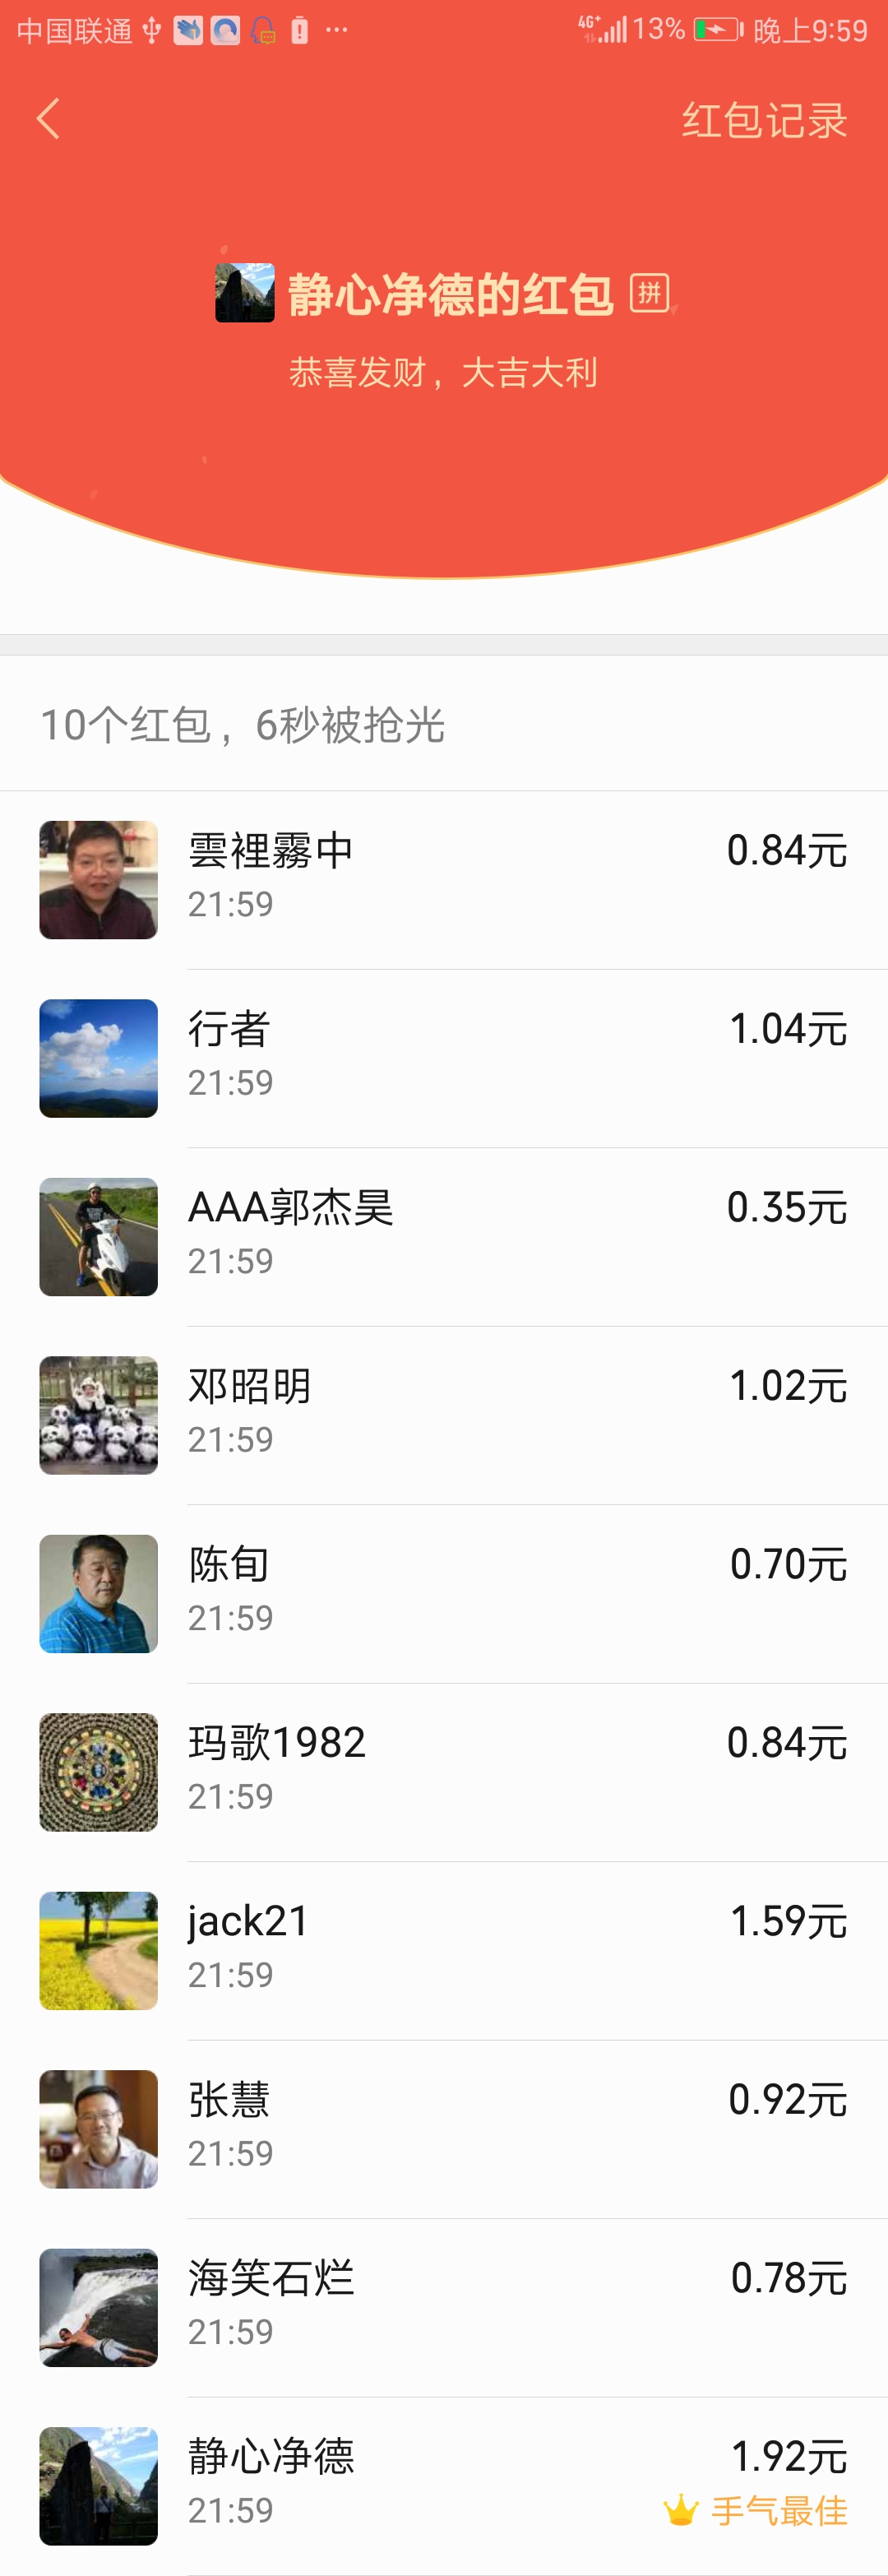 中国联通 4G+ 13% 晚上9:59
红包记录
静心净德的红包 拼
恭喜发财，大吉大利
10个红包，6秒被抢光
雲裡霧中 0.84元
21:59
行者 1.04元
21:59
AAA郭杰昊 0.35元
21:59
邓昭明 1.02元
21:59
陈旬 0.70元
21:59
玛歌1982 0.84元
21:59
jack21 1.59元
21:59
张慧 0.92元
21:59
海笑石烂 0.78元
21:59
静心净德 1.92元
21:59 手气最佳